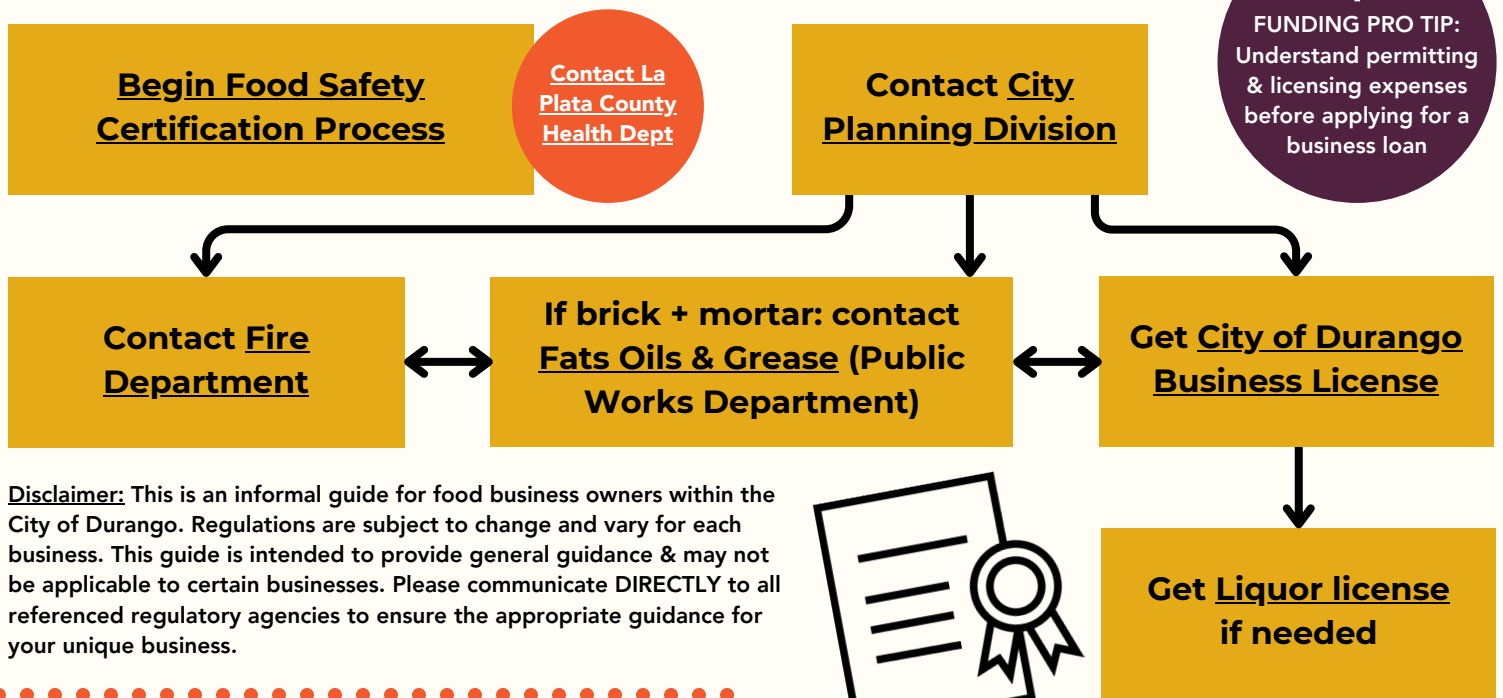 Begin Food Safety
Certification Process
Contact La
Plata County
Health Dept
Contact City
Planning Division
FUNDING PRO TIP:
Understand permitting
& licensing expenses
before applying for a
business loan
Contact Fire
Department
If brick + mortar: contact
Fats Oils & Grease (Public
Works Department)
Get City of Durango
Business License
Disclaimer: This is an informal guide for food business owners within the
City of Durango. Regulations are subject to change and vary for each
business. This guide is intended to provide general guidance & may not
be applicable to certain businesses. Please communicate DIRECTLY to all
referenced regulatory agencies to ensure the appropriate guidance for
your unique business.
Get Liquor license
if needed